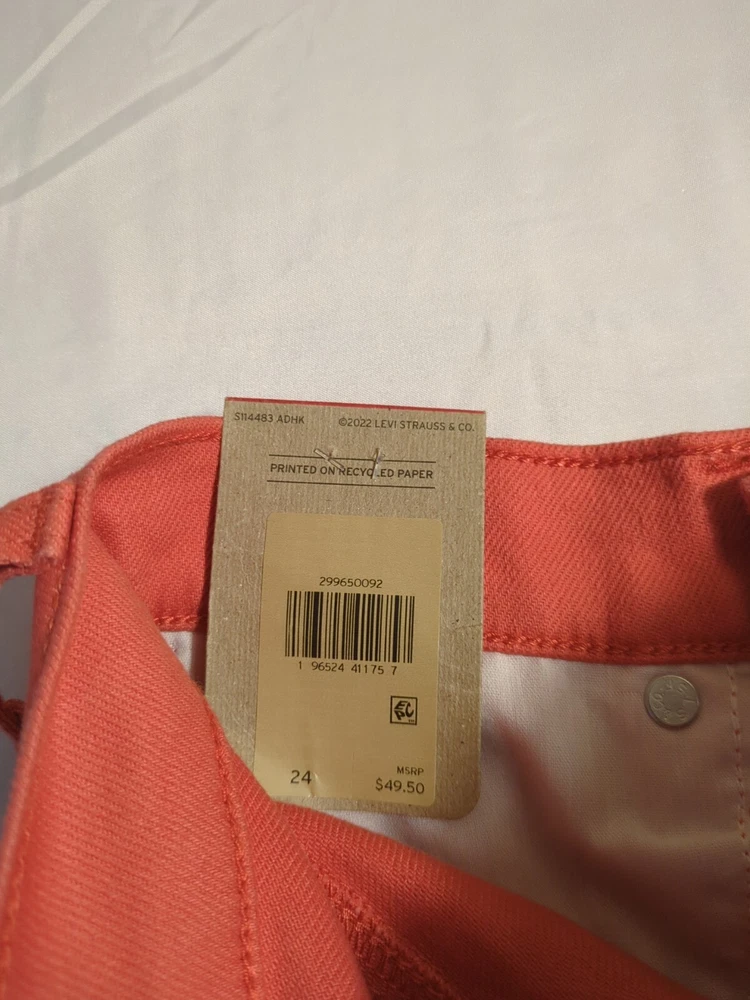 S114483 ADHK ©2022 LEVI STRAUSS & CO.
PRINTED ON RECYCLED PAPER
299650092
1 96524 41175 7
EPC
24
MSRP
$49.50